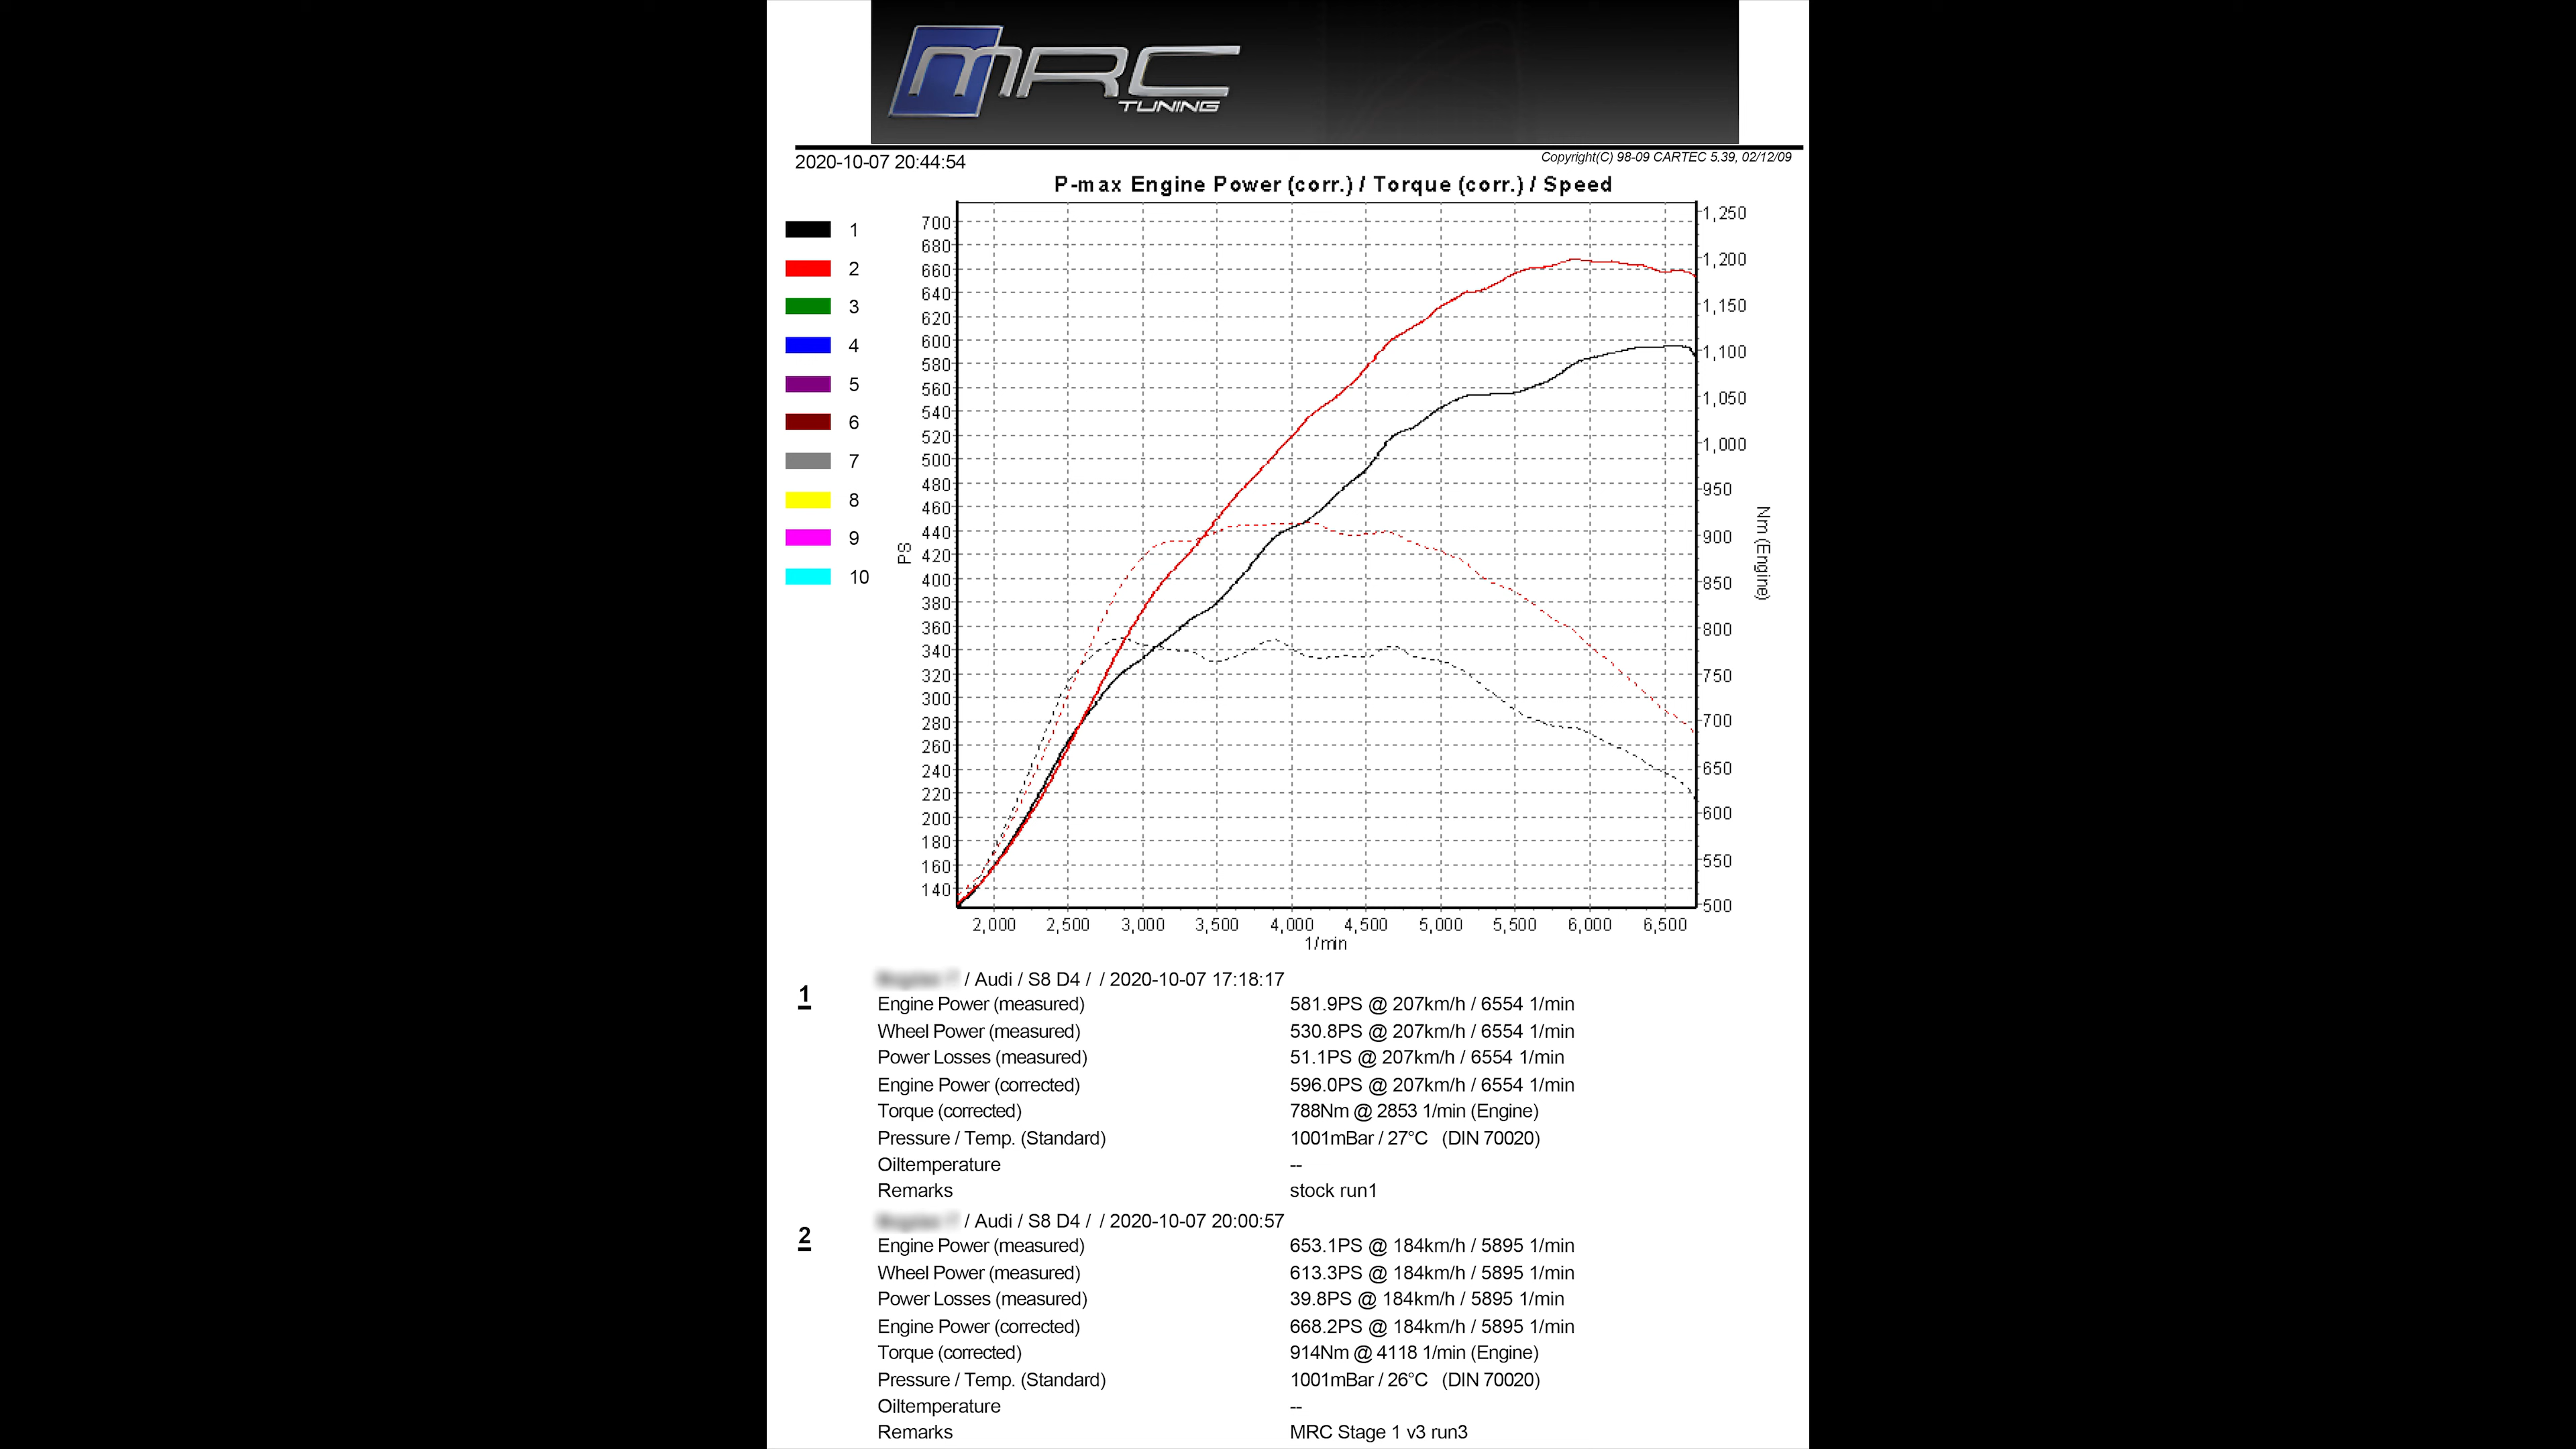 MRC
TUNING
2020-10-07 20:44:54
Copyright(C) 98-09 CARTEC 5.39, 02/12/09
P-max Engine Power (corr.) / Torque (corr.) / Speed
1
2
3
4
5
6
7
8
9
10
PS
700
680
660
640
620
600
580
560
540
520
500
480
460
440
420
400
380
360
340
320
300
280
260
240
220
200
180
160
140
1,250
1,200
1,150
1,100
1,050
1,000
950
900
850
800
750
700
650
600
550
500
Nm (Engine)
2,000 2,500 3,000 3,500 4,000 4,500 5,000 5,500 6,000 6,500
1/min
1
/ Audi / S8 D4 / / 2020-10-07 17:18:17
Engine Power (measured) 581.9PS @ 207km/h / 6554 1/min
Wheel Power (measured) 530.8PS @ 207km/h / 6554 1/min
Power Losses (measured) 51.1PS @ 207km/h / 6554 1/min
Engine Power (corrected) 596.0PS @ 207km/h / 6554 1/min
Torque (corrected) 788Nm @ 2853 1/min (Engine)
Pressure / Temp. (Standard) 1001mBar / 27°C (DIN 70020)
Oiltemperature --
Remarks stock run1
2
/ Audi / S8 D4 / / 2020-10-07 20:00:57
Engine Power (measured) 653.1PS @ 184km/h / 5895 1/min
Wheel Power (measured) 613.3PS @ 184km/h / 5895 1/min
Power Losses (measured) 39.8PS @ 184km/h / 5895 1/min
Engine Power (corrected) 668.2PS @ 184km/h / 5895 1/min
Torque (corrected) 914Nm @ 4118 1/min (Engine)
Pressure / Temp. (Standard) 1001mBar / 26°C (DIN 70020)
Oiltemperature --
Remarks MRC Stage 1 v3 run3